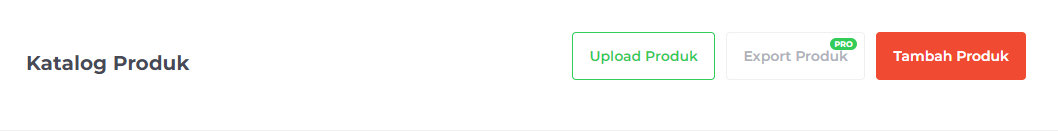 Katalog Produk
Upload Produk
Export Produk
PRO
Tambah Produk